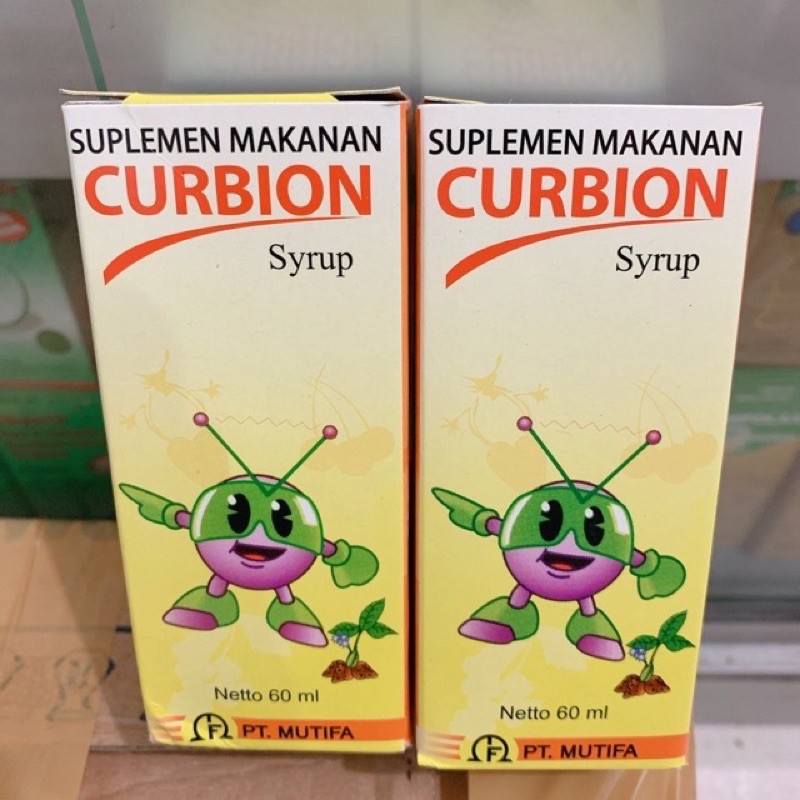 SUPLEMEN MAKANAN
CURBION
Syrup
Netto 60 ml
PT. MUTIFA
SUPLEMEN MAKANAN
CURBION
Syrup
Netto 60 ml
PT. MUTIFA